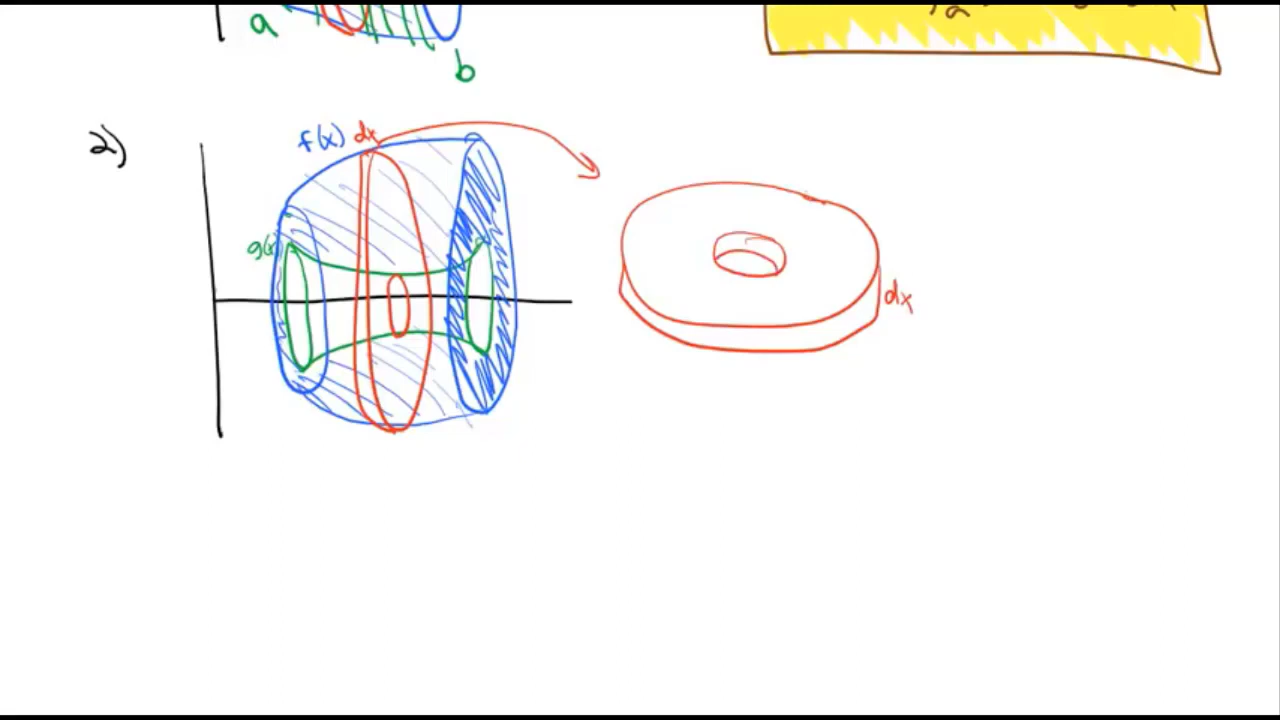 a
b
2)
f(x) dx
g(x)
dx